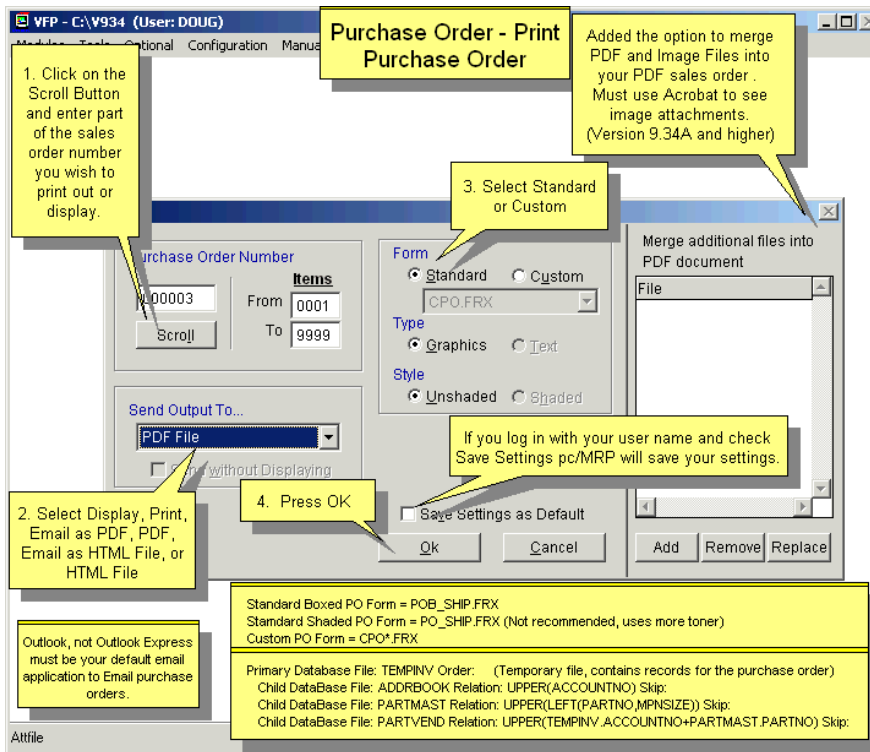 VFP - C:\V934 (User: DOUG)
Modules Tools Optional Configuration
Purchase Order - Print
Purchase Order
Added the option to merge
PDF and Image Files into
your PDF sales order .
Must use Acrobat to see
image attachments.
(Version 9.34A and higher)
1. Click on the
Scroll Button
and enter part
of the sales
order number
you wish to
print out or
display.
3. Select Standard
or Custom
Purchase Order Number
Items
00003
From 0001
Scroll
To 9999
Form
Standard Custom
CPO.FRX
Type
Graphics Text
Style
Unshaded Shaded
Merge additional files into
PDF document
File
Send Output To...
PDF File
Send without Displaying
If you log in with your user name and check
Save Settings pc/MRP will save your settings.
2. Select Display, Print,
Email as PDF, PDF,
Email as HTML File, or
HTML File
4. Press OK
Save Settings as Default
Ok Cancel
Add Remove Replace
Outlook, not Outlook Express
must be your default email
application to Email purchase
orders.
Standard Boxed PO Form = POB_SHIP.FRX
Stamdard Shaded PO Form = PO_SHIP.FRX (Not recommended, uses more toner)
Custom PO Form = CPO*.FRX
Primary Database File: TEMPINV Order: (Temporary file, contains records for the purchase order)
Child DataBase File: ADDRBOOK Relation: UPPER(ACCOUNTNO) Skip:
Child DataBase File: PARTMAST Relation: UPPER(LEFT(PARTNO,MPNSIZE)) Skip:
Child DataBase File: PARTVEND Relation: UPPER(TEMPINV.ACCOUNTNO+PARTMAST.PARTNO) Skip:
Attfile